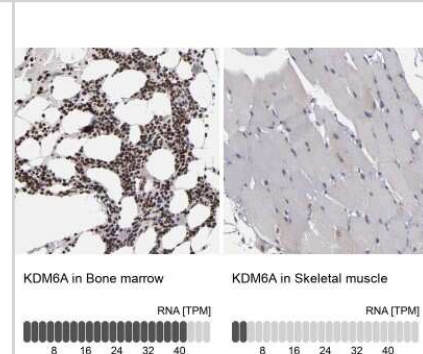 KDM6A in Bone marrow
KDM6A in Skeletal muscle
RNA [TPM]
RNA [TPM]
8 16 24 32 40
8 16 24 32 40